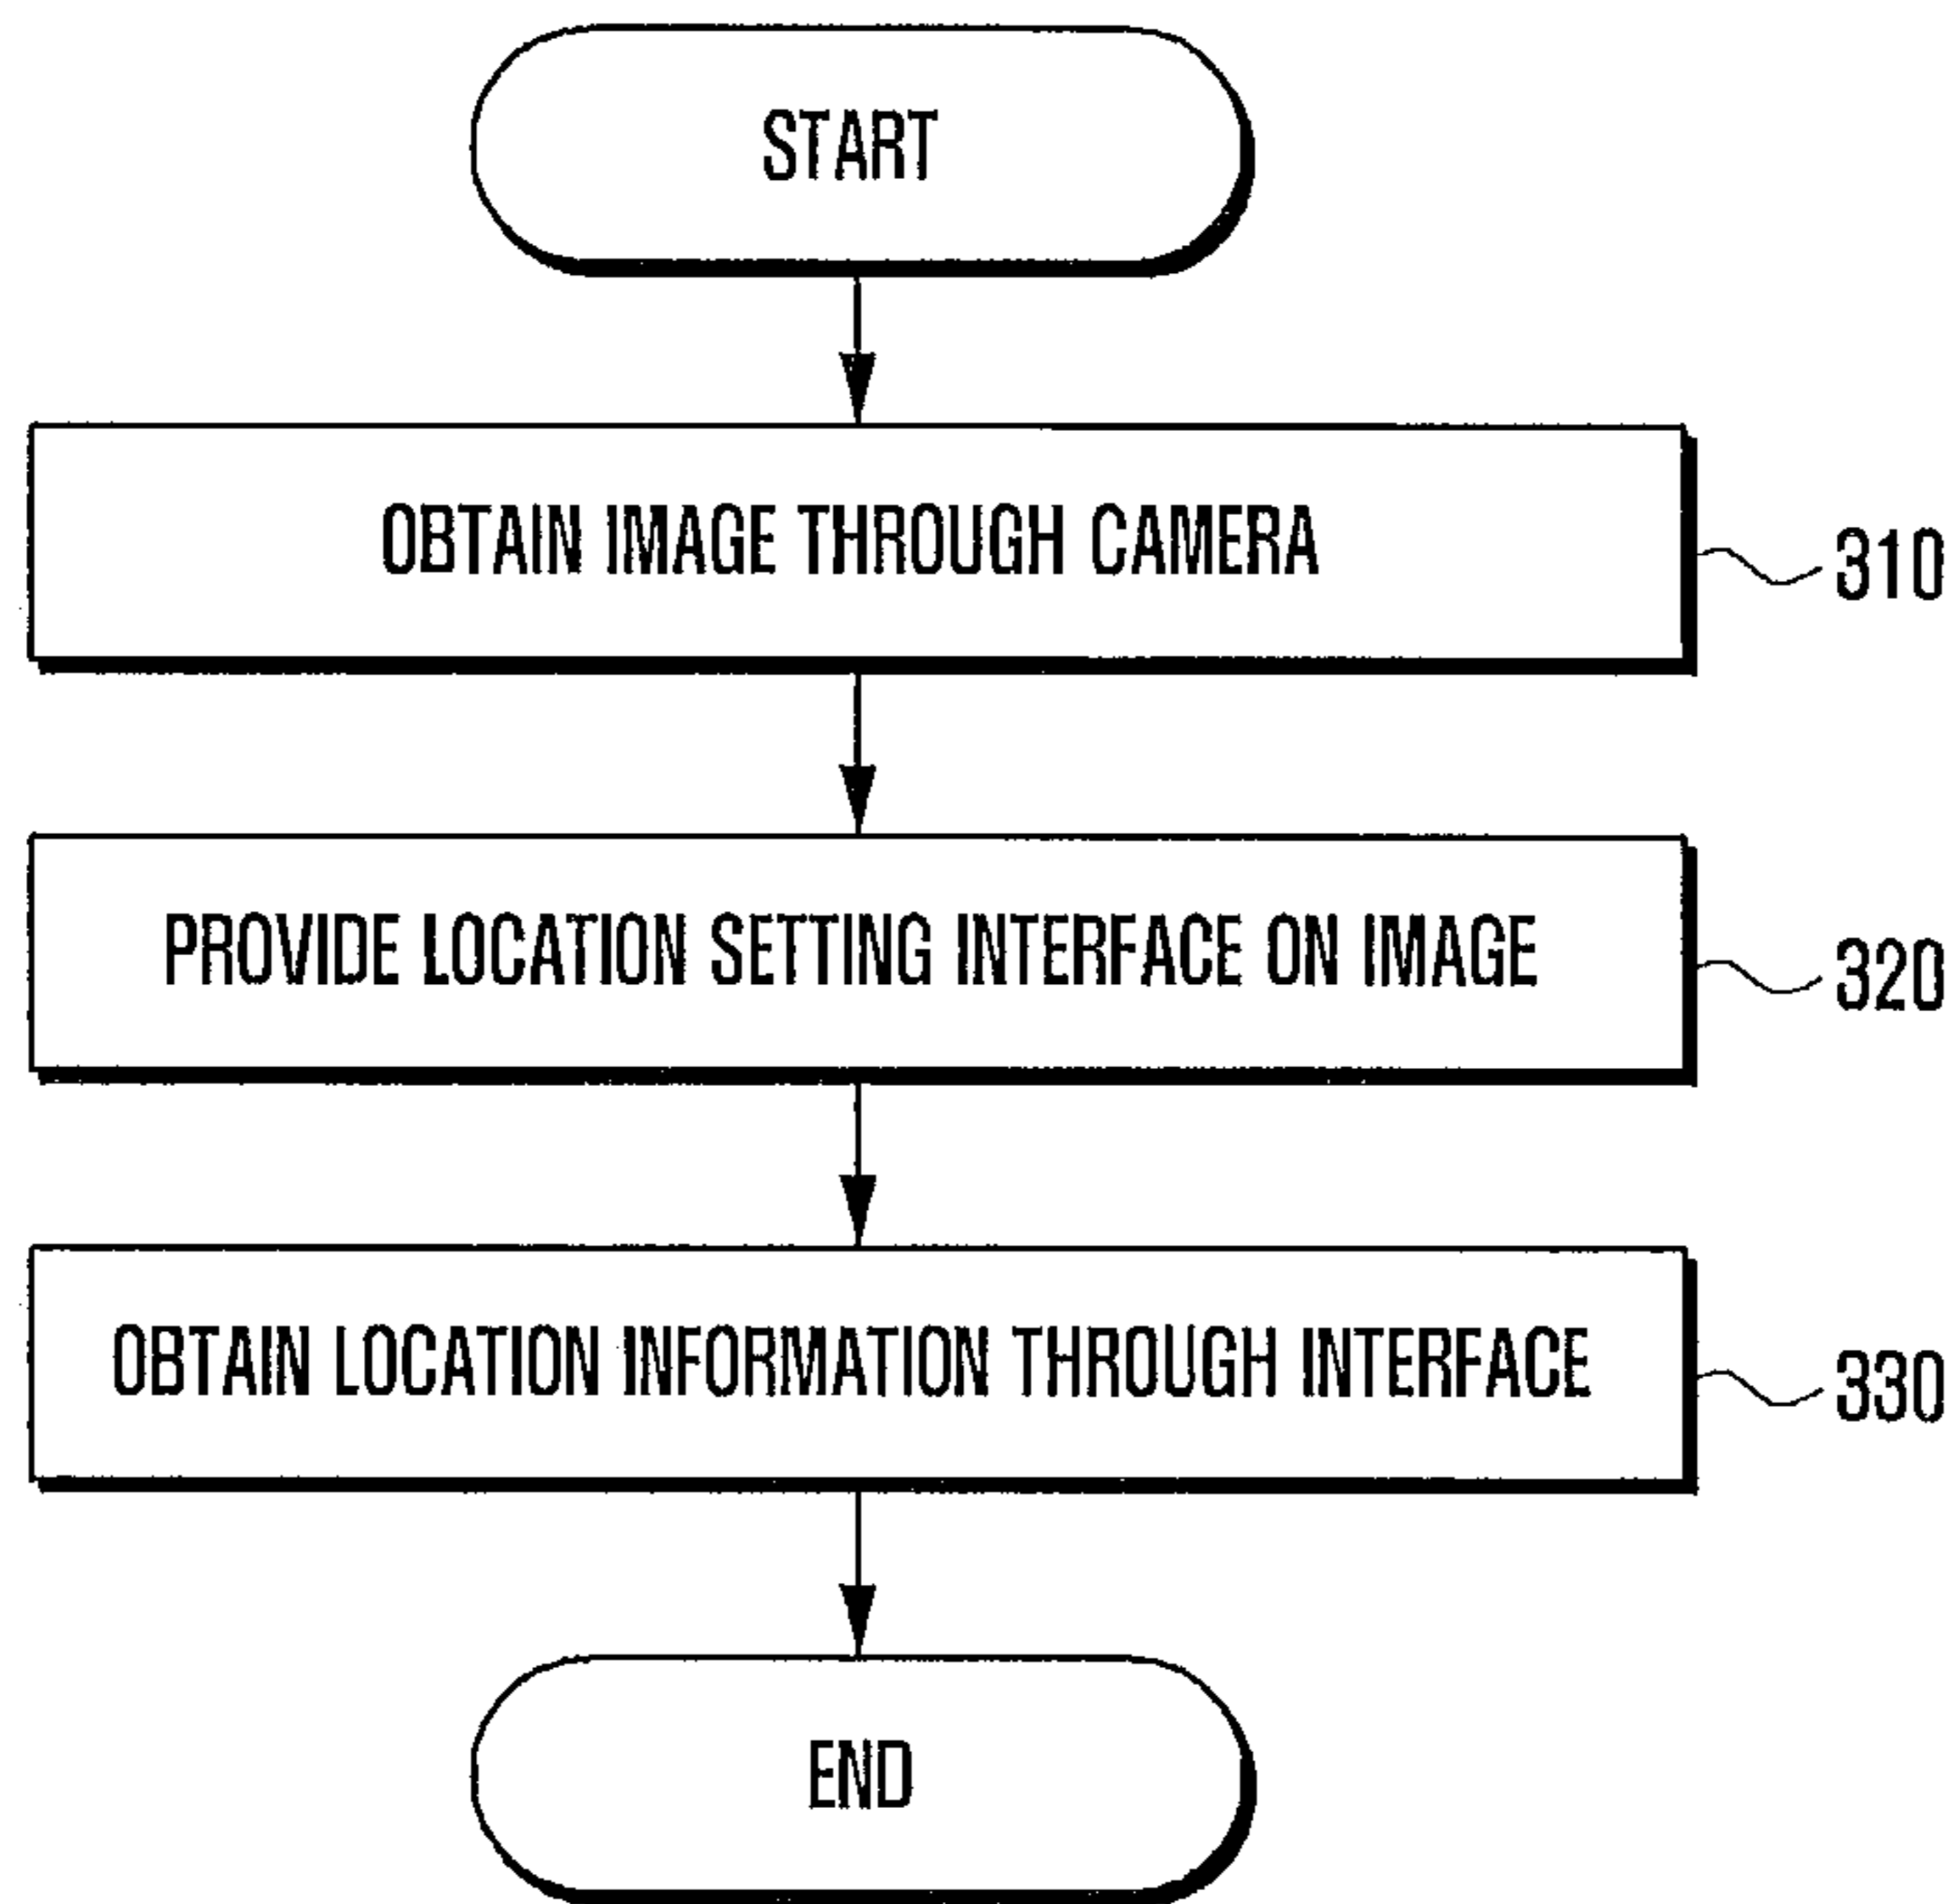 START
OBTAIN IMAGE THROUGH CAMERA
310
PROVIDE LOCATION SETTING INTERFACE ON IMAGE
320
OBTAIN LOCATION INFORMATION THROUGH INTERFACE
330
END